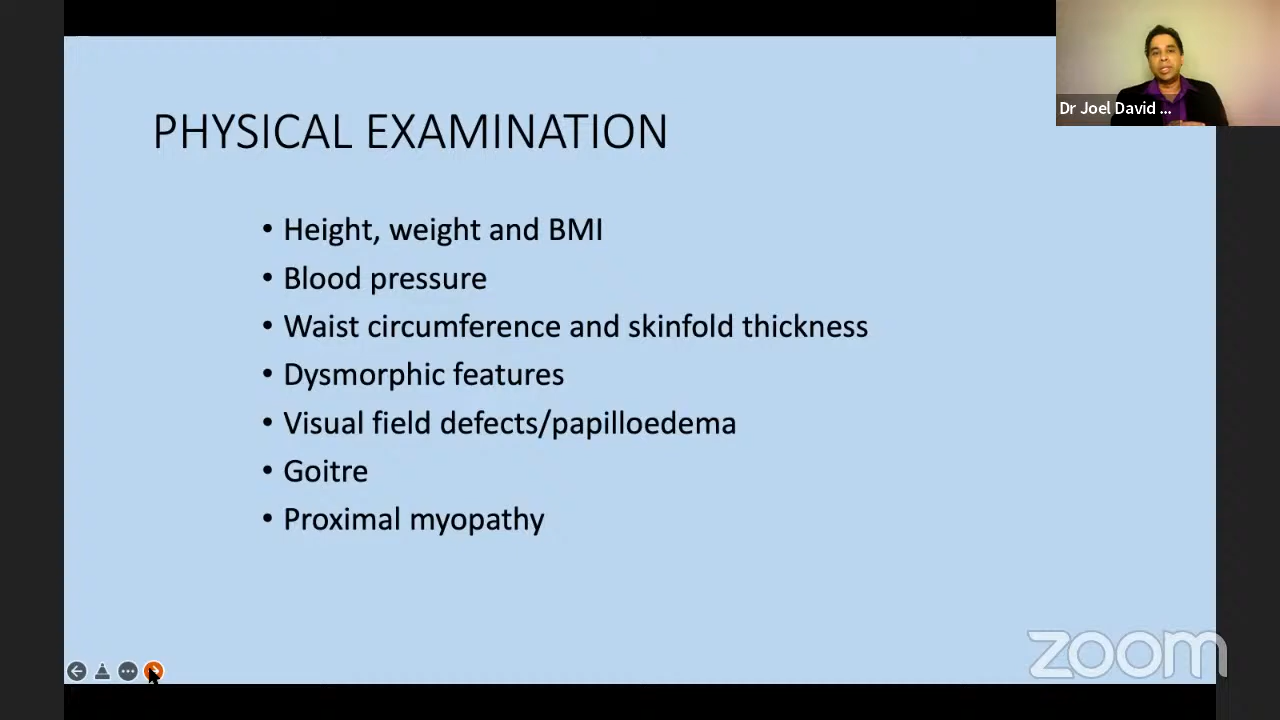 Dr Joel David ...
PHYSICAL EXAMINATION
• Height, weight and BMI
• Blood pressure
• Waist circumference and skinfold thickness
• Dysmorphic features
• Visual field defects/papilloedema
• Goitre
• Proximal myopathy
zoom